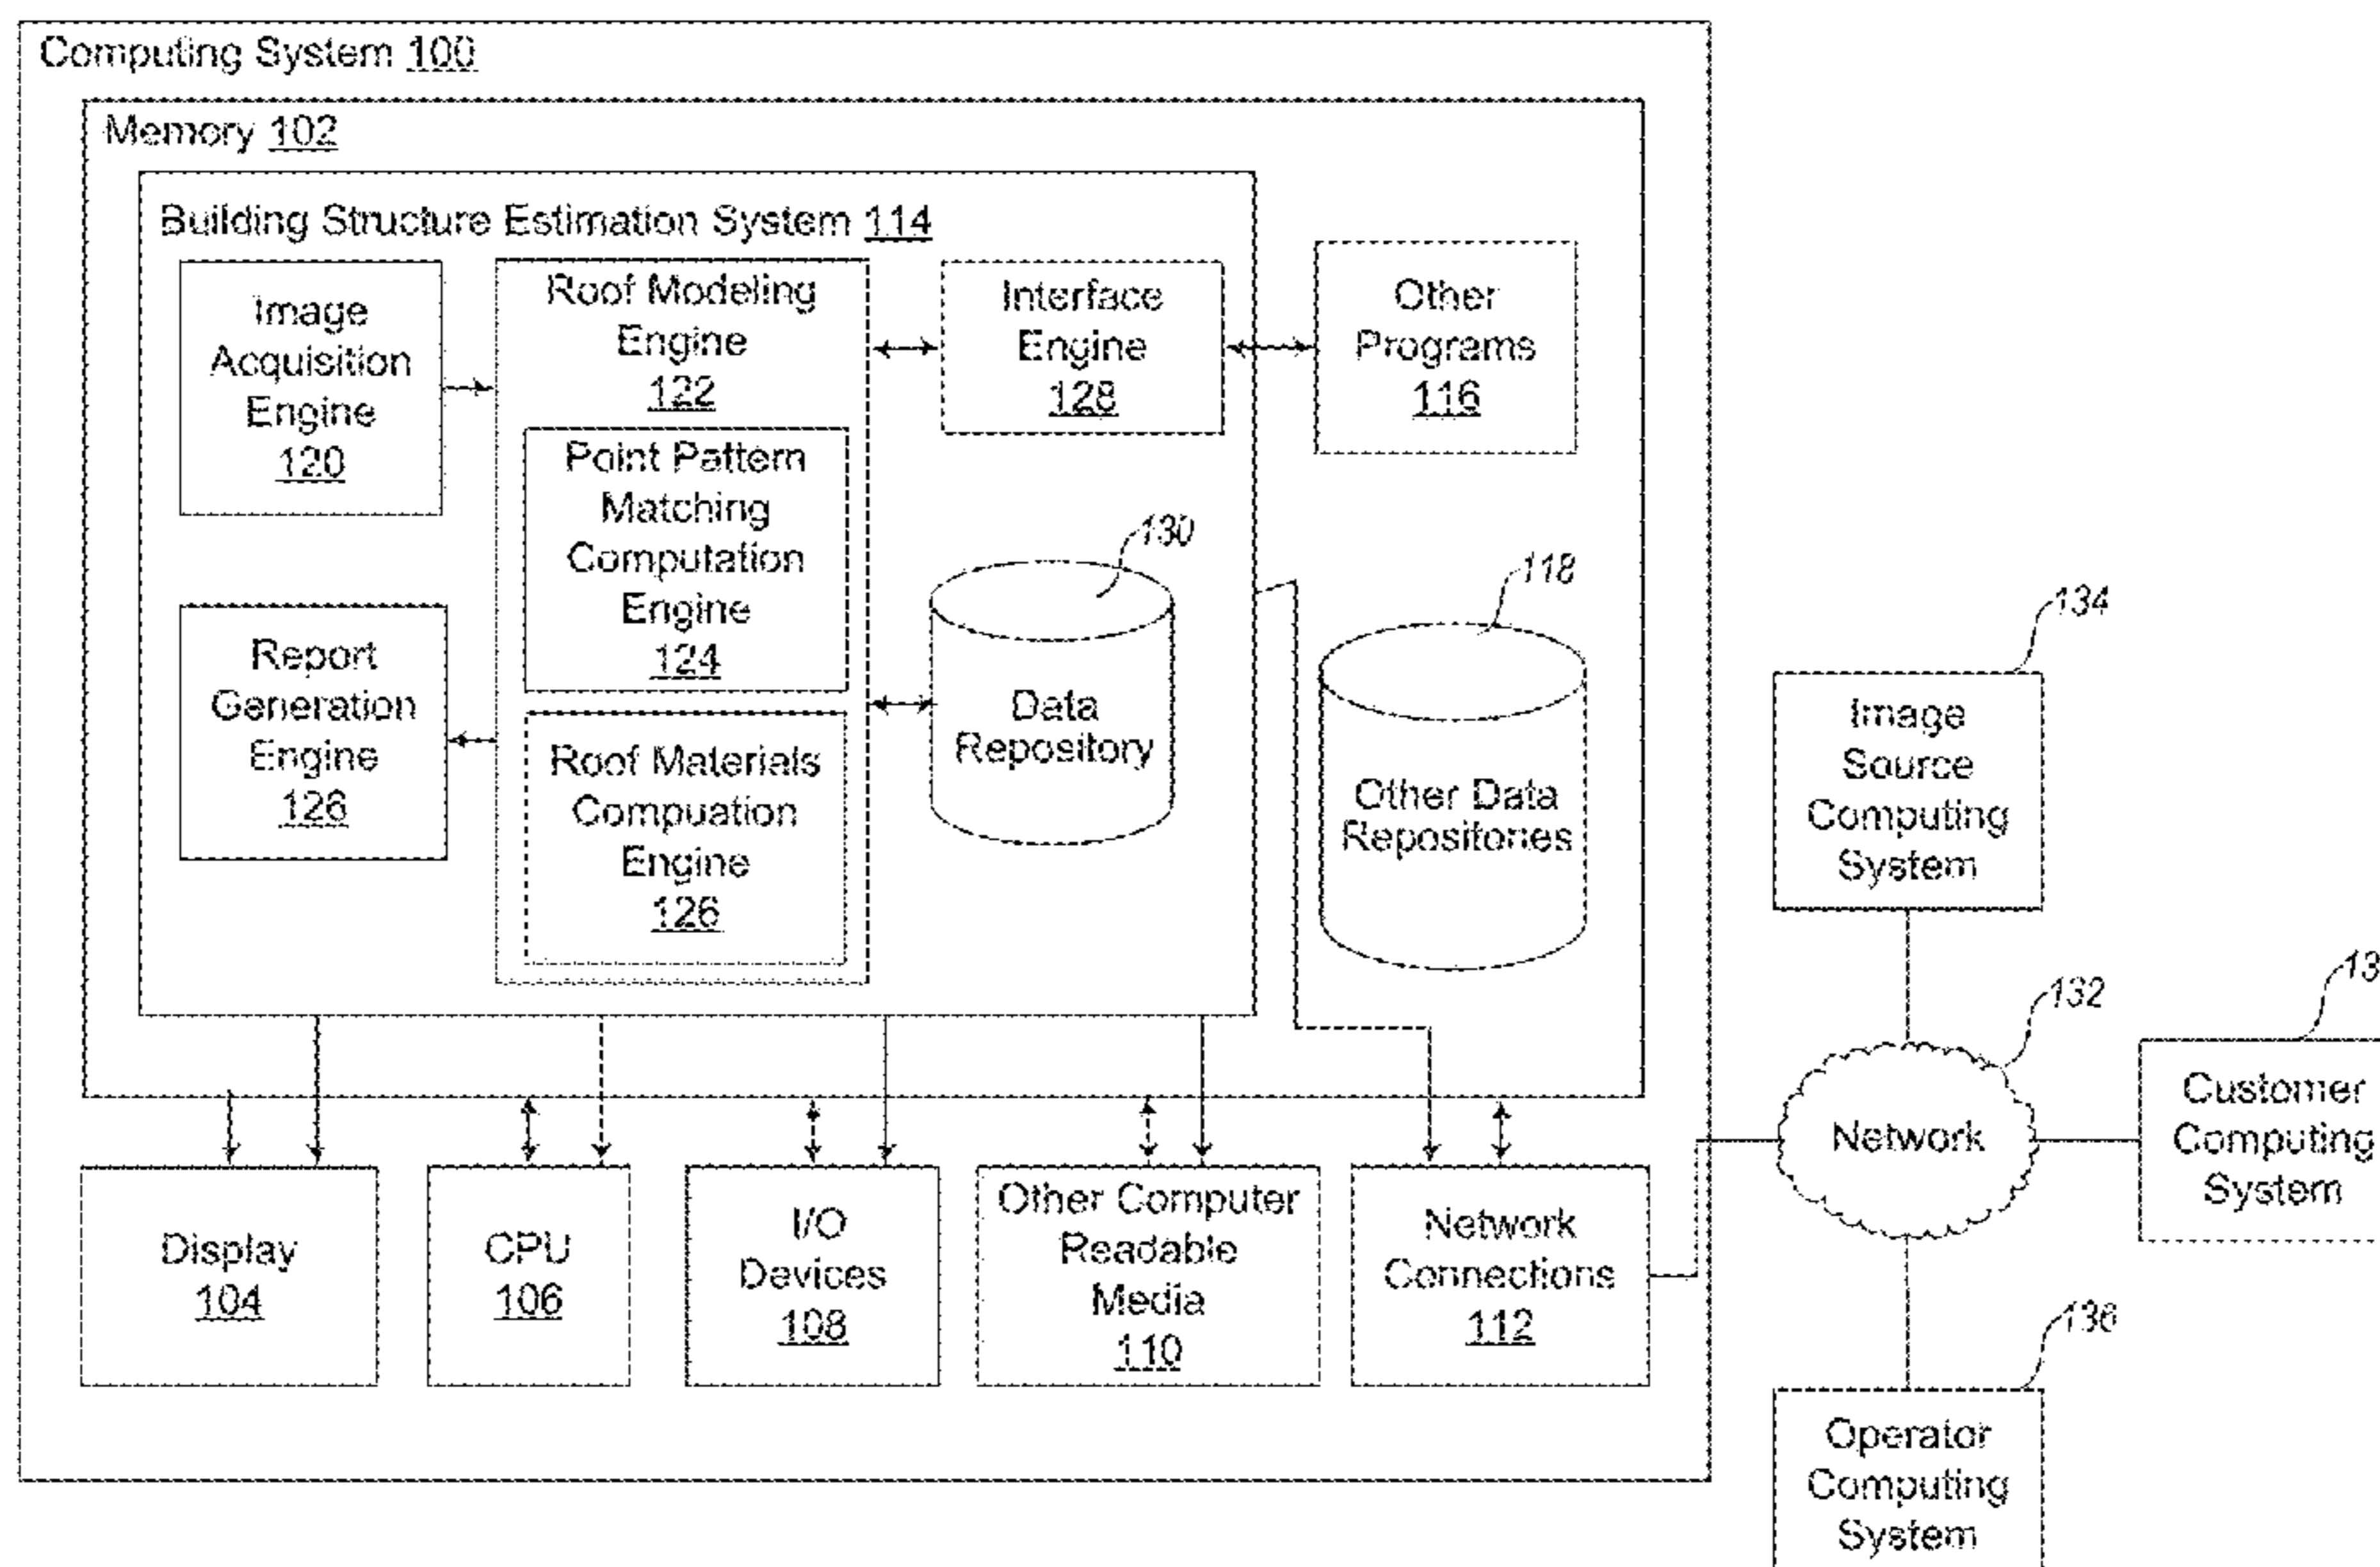 Computing System 100
Memory 102
Building Structure Estimation System 114
Image
Acquisition
Engine
120
Roof Modeling
Engine
122
Point Pattern
Matching
Computation
Engine
124
Roof Materials
Compuation
Engine
126
Interface
Engine
128
Other
Programs
116
Report
Generation
Engine
126
130
Data
Repository
118
Other Data
Repositories
134
Image
Source
Computing
System
132
Network
13
Customer
Computing
System
136
Operator
Computing
System
Display
104
CPU
106
I/O
Devices
108
Other Computer
Readable
Media
110
Network
Connections
112